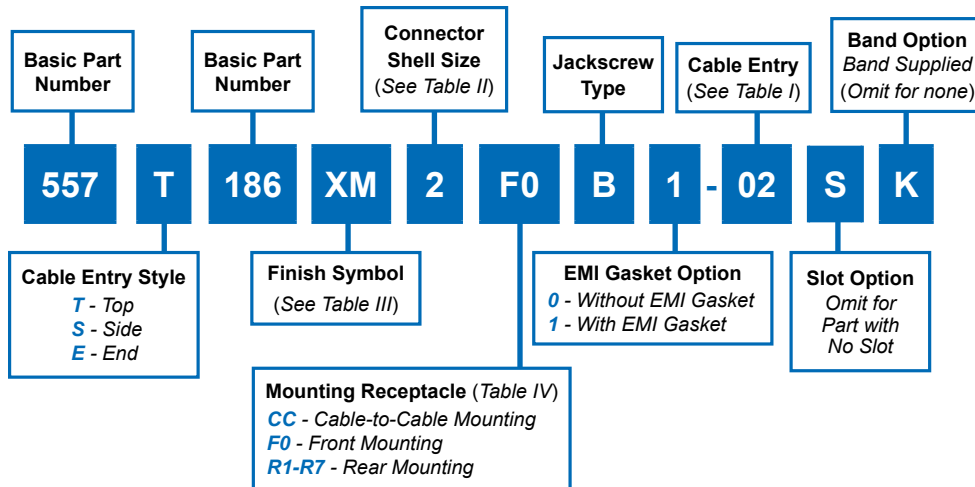 Basic Part
Number
Basic Part
Number
Connector
Shell Size
(See Table II)
Jackscrew
Type
Cable Entry
(See Table I)
Band Option
Band Supplied
(Omit for none)
557 T 186 XM 2 F0 B 1 - 02 S K
Cable Entry Style
T - Top
S - Side
E - End
Finish Symbol
(See Table III)
Mounting Receptacle (Table IV)
CC - Cable-to-Cable Mounting
F0 - Front Mounting
R1-R7 - Rear Mounting
EMI Gasket Option
0 - Without EMI Gasket
1 - With EMI Gasket
Slot Option
Omit for
Part with
No Slot